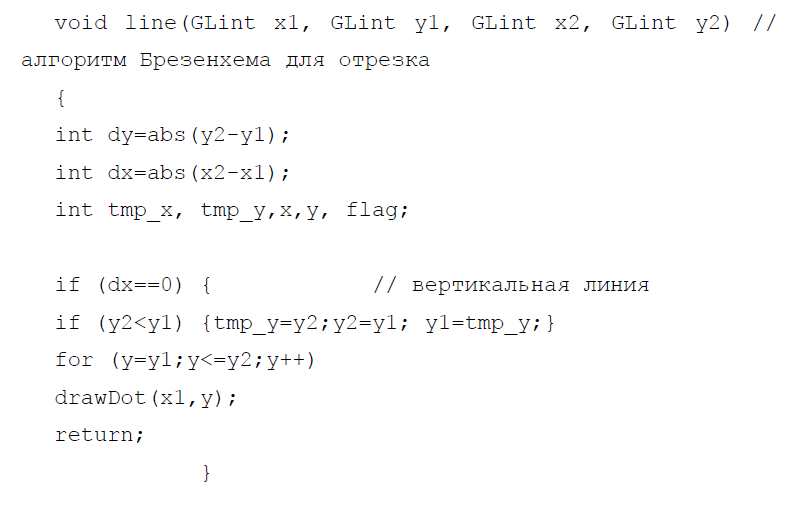 void line(GLint x1, GLint y1, GLint x2, GLint y2) //
алгоритм Брезенхема для отрезка
{
int dy=abs(y2-y1);
int dx=abs(x2-x1);
int tmp_x, tmp_y,x,y, flag;
if (dx==0) { // вертикальная линия
if (y2<y1) {tmp_y=y2;y2=y1; y1=tmp_y;}
for (y=y1;y<=y2;y++)
drawDot(x1,y);
return;
}